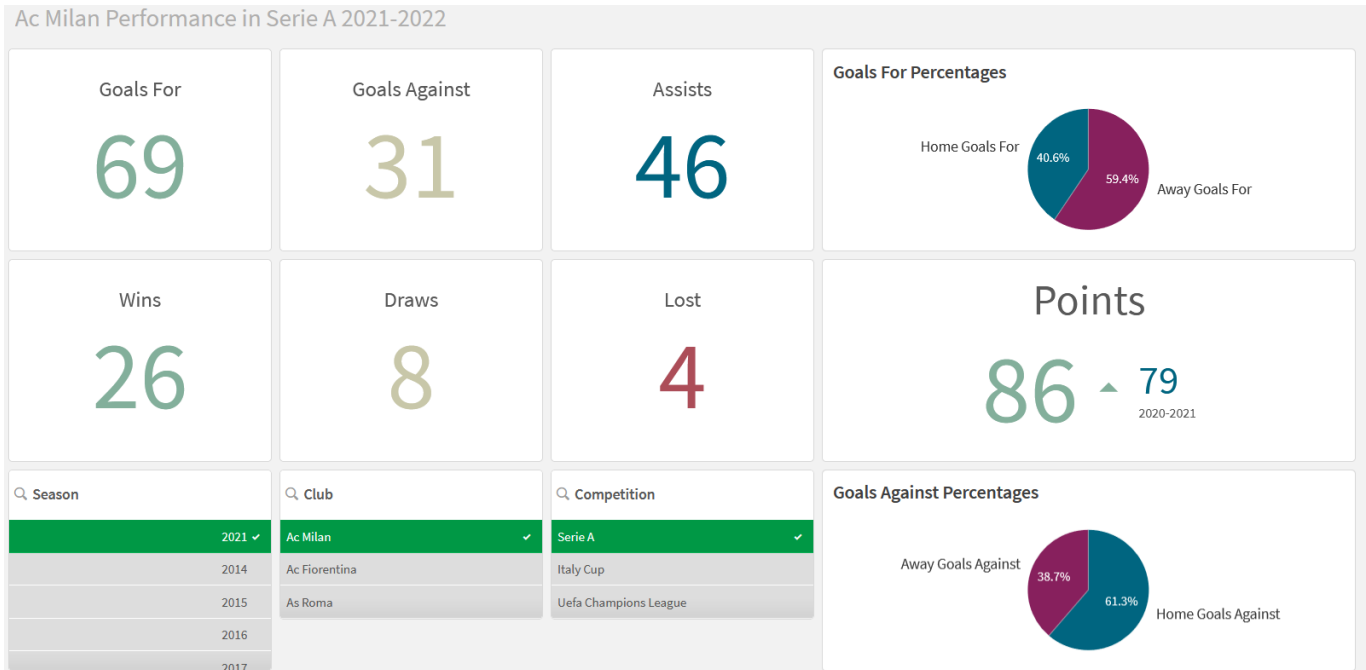 Ac Milan Performance in Serie A 2021-2022
Goals For
69
Goals Against
31
Assists
46
Goals For Percentages
Home Goals For
40.6%
59.4%
Away Goals For
Wins
26
Draws
8
Lost
4
Points
86
79
2020-2021
Season
2021
2014
2015
2016
2017
Club
Ac Milan
Ac Fiorentina
As Roma
Competition
Serie A
Italy Cup
Uefa Champions League
Goals Against Percentages
Away Goals Against
38.7%
61.3%
Home Goals Against